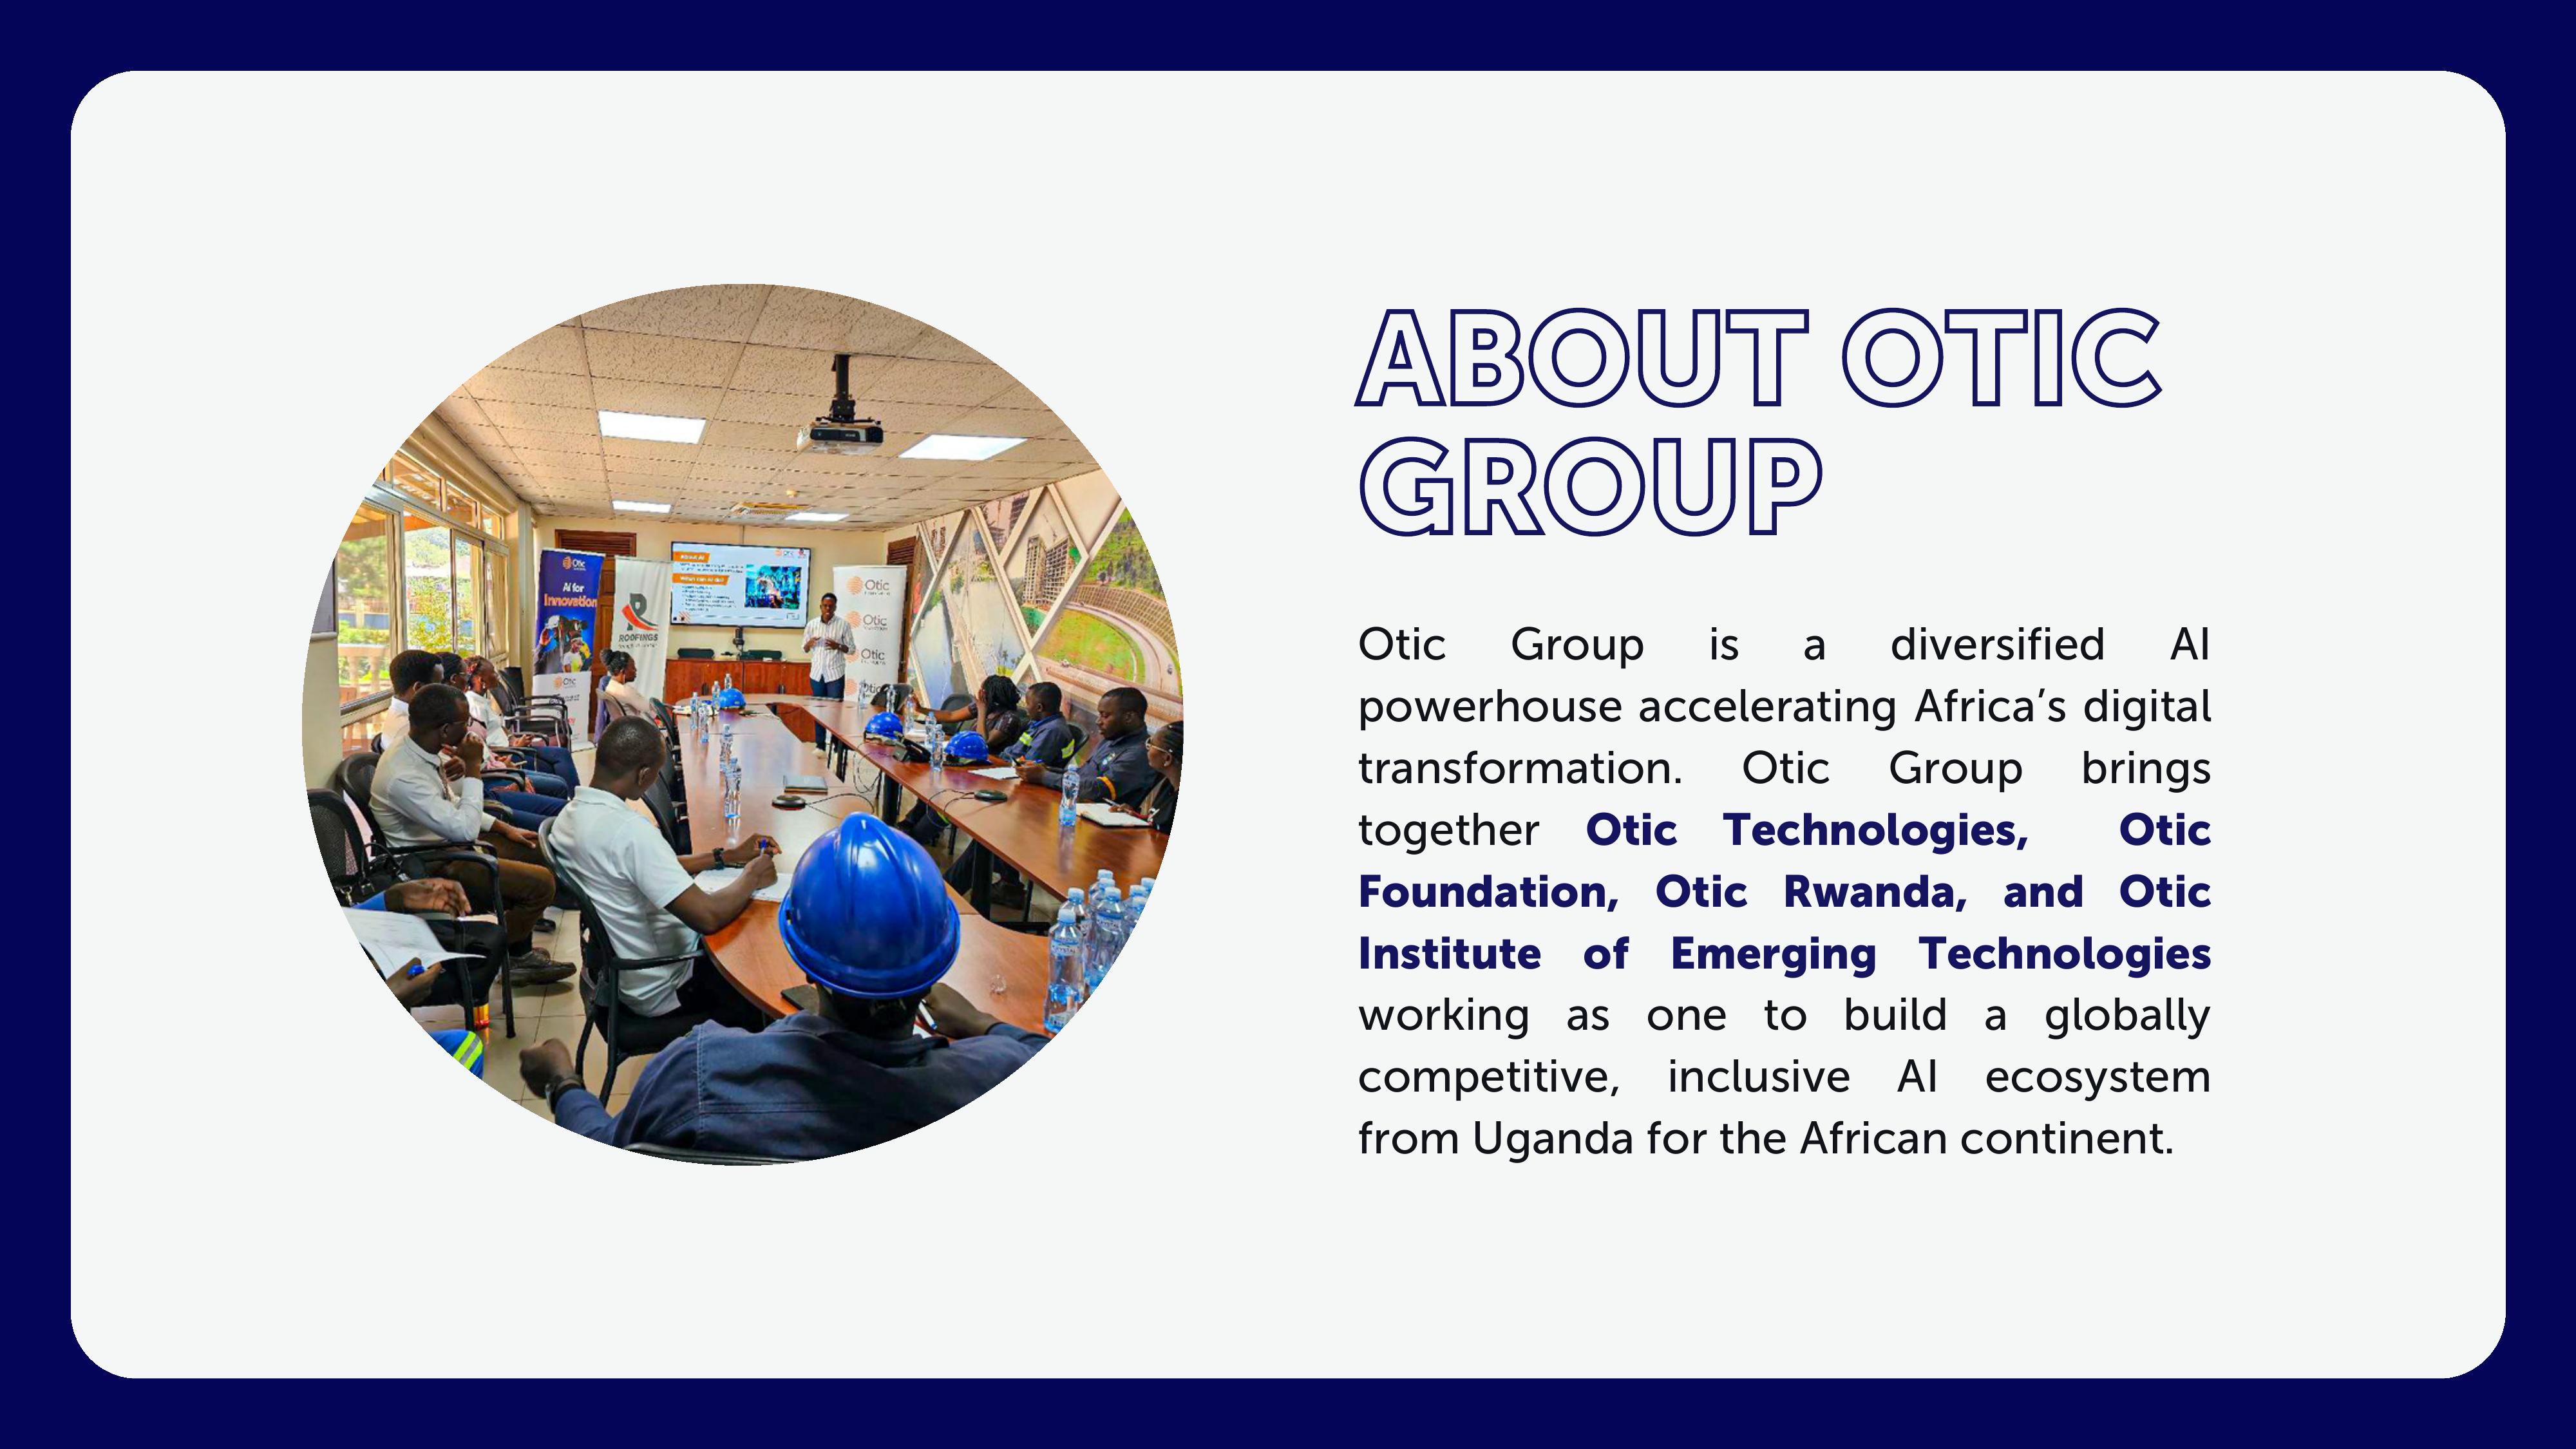 ABOUT OTIC
GROUP
Otic Group is a diversified AI
powerhouse accelerating Africa’s digital
transformation. Otic Group brings
together Otic Technologies, Otic
Foundation, Otic Rwanda, and Otic
Institute of Emerging Technologies
working as one to build a globally
competitive, inclusive AI ecosystem
from Uganda for the African continent.
Otic
AI for
Innovation
Otic
ROOFINGS
Otic
Otic
Otic
Otic